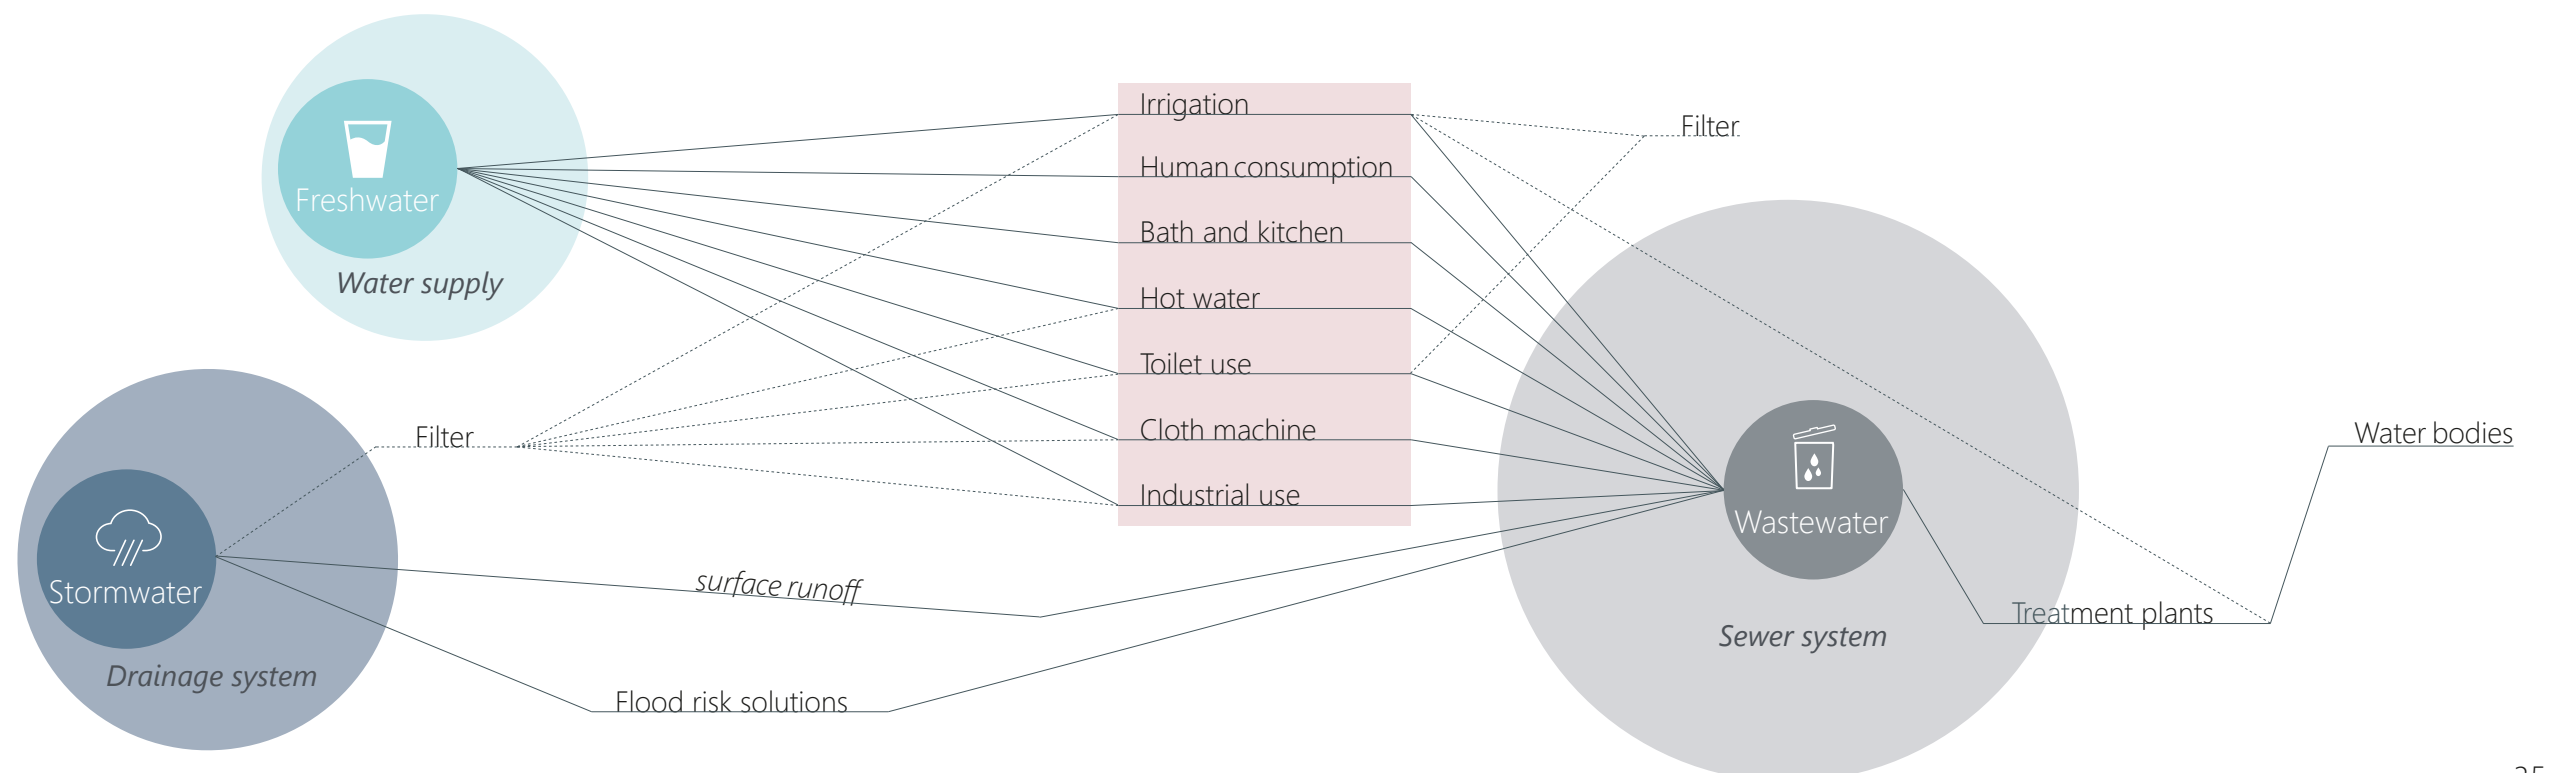 Freshwater
Water supply
Irrigation
Human consumption
Bath and kitchen
Hot water
Toilet use
Cloth machine
Industrial use
Filter
Filter
Stormwater
Drainage system
surface runoff
Flood risk solutions
Wastewater
Sewer system
Treatment plants
Water bodies